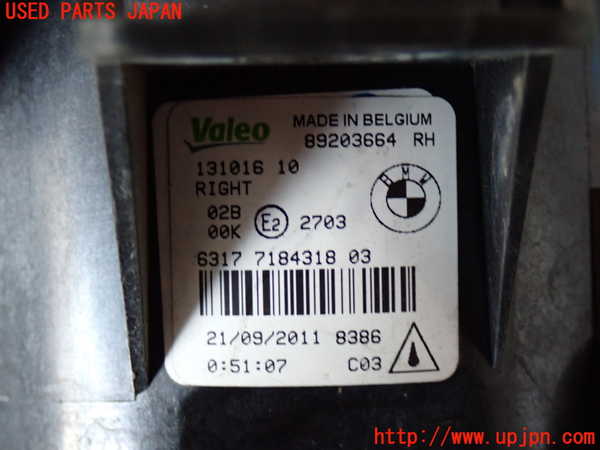 USED PARTS JAPAN
Valeo
MADE IN BELGIUM
89203664 RH
131016 10
RIGHT
BMW
02B
00K
E2
2703
6317 7184318 03
21/09/2011 8386
0:51:07
C03
http://www.upjpn.com